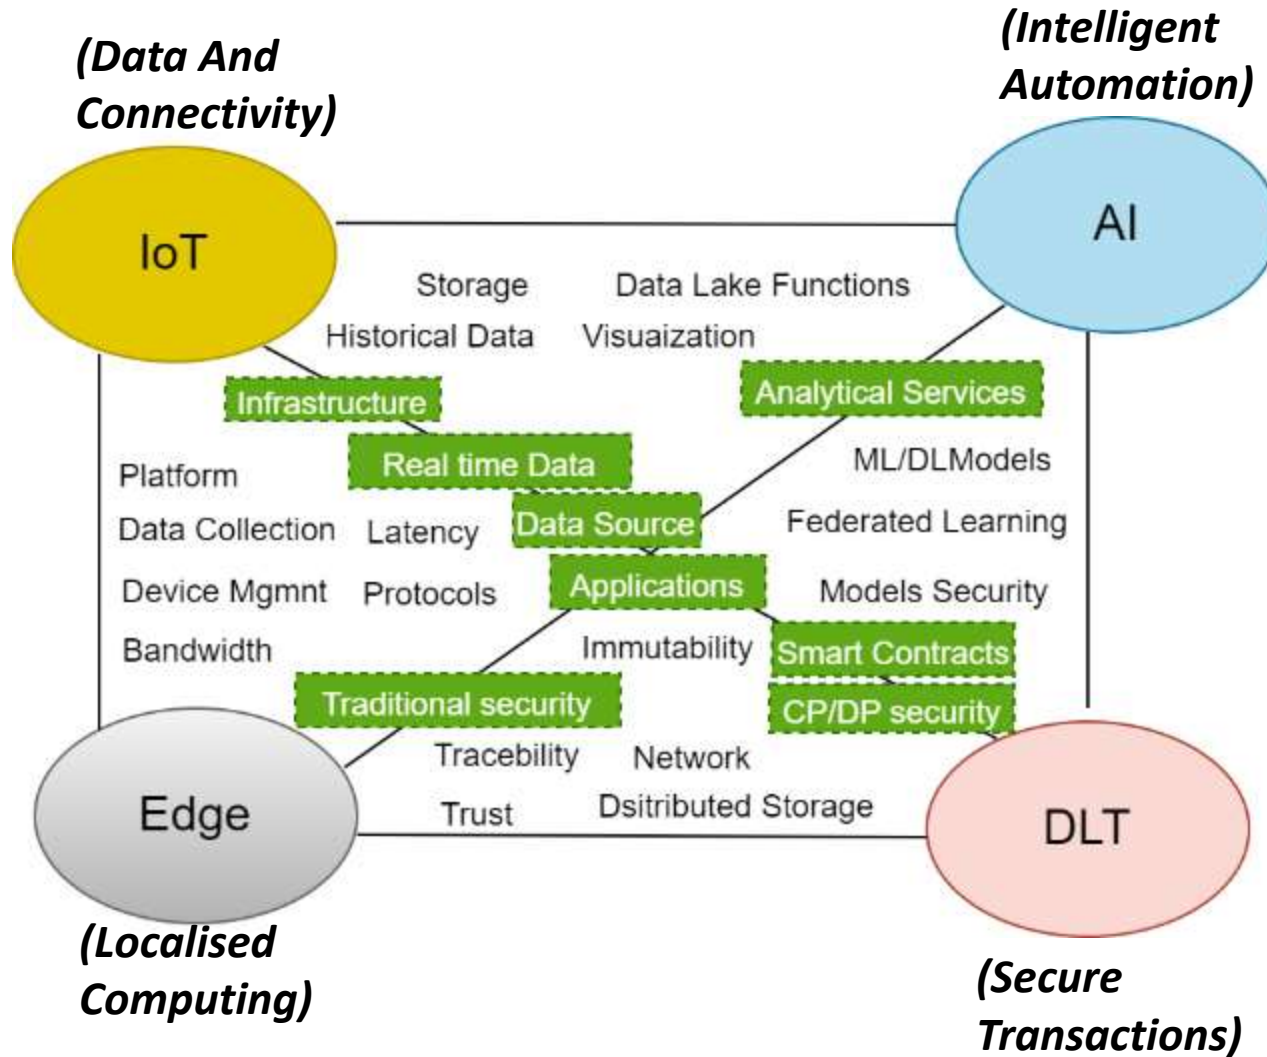 (Data And
Connectivity)
(Intelligent
Automation)
IoT
AI
Storage
Data Lake Functions
Historical Data
Visuaization
Infrastructure
Analytical Services
Real time Data
ML/DLModels
Platform
Data Source
Federated Learning
Data Collection
Latency
Applications
Models Security
Device Mgmnt
Protocols
Immutability
Smart Contracts
Bandwidth
Traditional security
CP/DP security
Tracebility
Network
Edge
Trust
Dsitributed Storage
DLT
(Localised
Computing)
(Secure
Transactions)